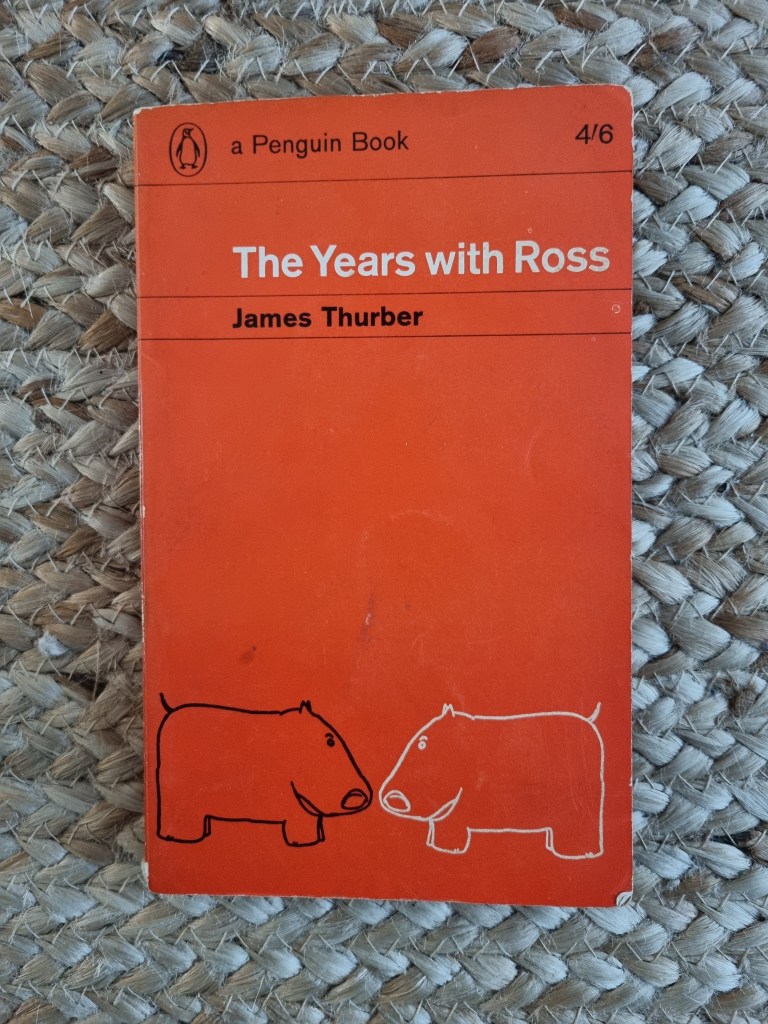 a Penguin Book 4/6
The Years with Ross
James Thurber